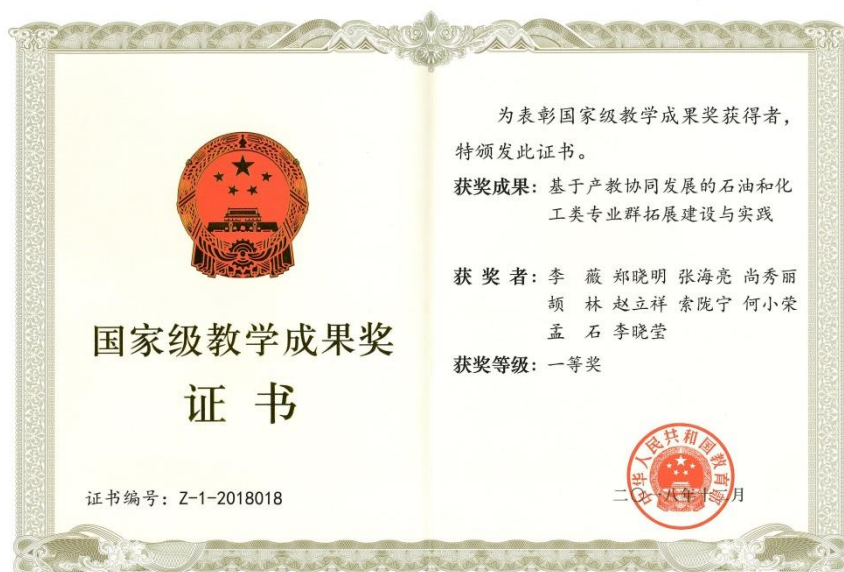 国家级教学成果奖
证 书
证书编号：Z-1-2018018
为表彰国家级教学成果奖获得者，
特颁发此证书。
获奖成果：基于产教协同发展的石油和化
工类专业群拓展建设与实践
获 奖 者：李 薇 郑晓明 张海亮 尚秀丽
颉 林 赵立祥 索陇宁 何小荣
孟 石 李晓莹
获奖等级：一等奖
中华人民共和国教育部
二〇一八年十二月